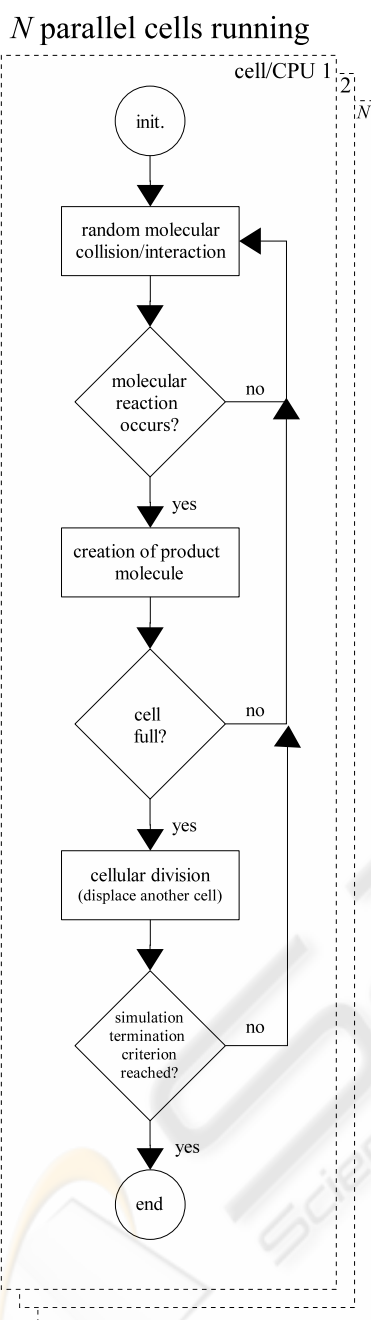 N parallel cells running
cell/CPU 1
2
N
init.
random molecular
collision/interaction
molecular
reaction
occurs?
no
yes
creation of product
molecule
cell
full?
no
yes
cellular division
(displace another cell)
simulation
termination
criterion
reached?
no
yes
end